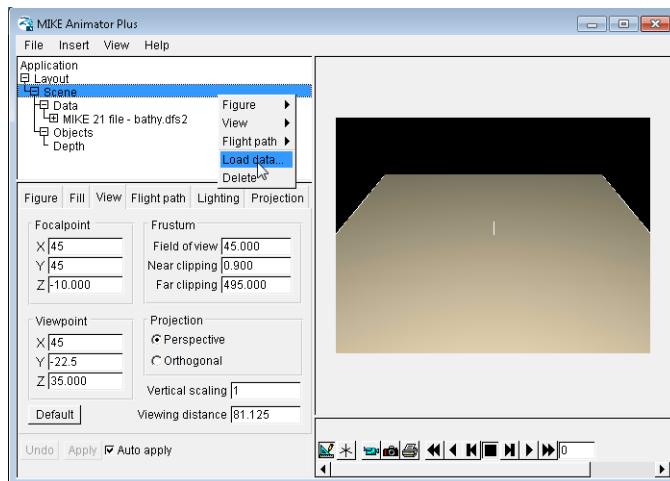 MIKE Animator Plus
File Insert View Help
Application
Layout
Scene
Data
MIKE 21 file - bathy.dfs2
Objects
Depth
Figure
View
Flight path
Load data...
Delete
Figure Fill View Flight path Lighting Projection
Focalpoint
X 45
Y 45
Z -10.000
Frustum
Field of view 45.000
Near clipping 0.900
Far clipping 495.000
Viewpoint
X 45
Y -22.5
Z 35.000
Projection
Perspective
Orthogonal
Vertical scaling 1
Default
Viewing distance 81.125
Undo Apply Auto apply
0